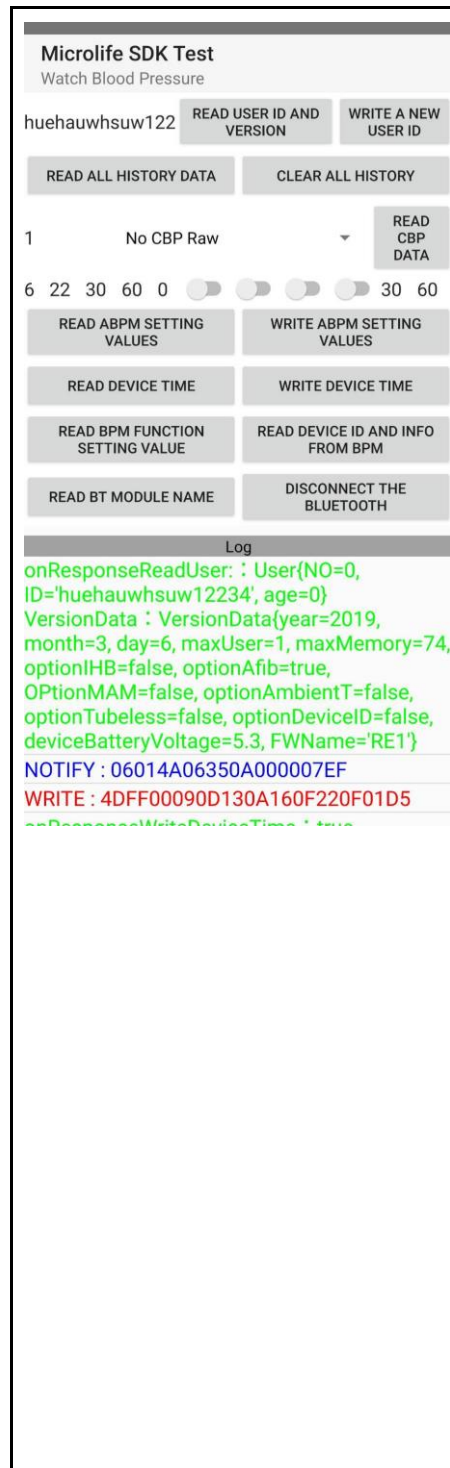 Microlife SDK Test
Watch Blood Pressure
huehauwhsuw122 READ USER ID AND VERSION WRITE A NEW USER ID
READ ALL HISTORY DATA CLEAR ALL HISTORY
1 No CBP Raw READ CBP DATA
6 22 30 60 0 30 60
READ ABPM SETTING VALUES WRITE ABPM SETTING VALUES
READ DEVICE TIME WRITE DEVICE TIME
READ BPM FUNCTION SETTING VALUE READ DEVICE ID AND INFO FROM BPM
READ BT MODULE NAME DISCONNECT THE BLUETOOTH
Log
onResponseReadUser:：User{NO=0,
ID='huehauwhsuw12234', age=0}
VersionData：VersionData{year=2019,
month=3, day=6, maxUser=1, maxMemory=74,
optionIHB=false, optionAfib=true,
OPtionMAM=false, optionAmbientT=false,
optionTubeless=false, optionDeviceID=false,
deviceBatteryVoltage=5.3, FWName='RE1'}
NOTIFY : 06014A06350A000007EF
WRITE : 4DFF00090D130A160F220F01D5
onResponseWriteDeviceTime：true